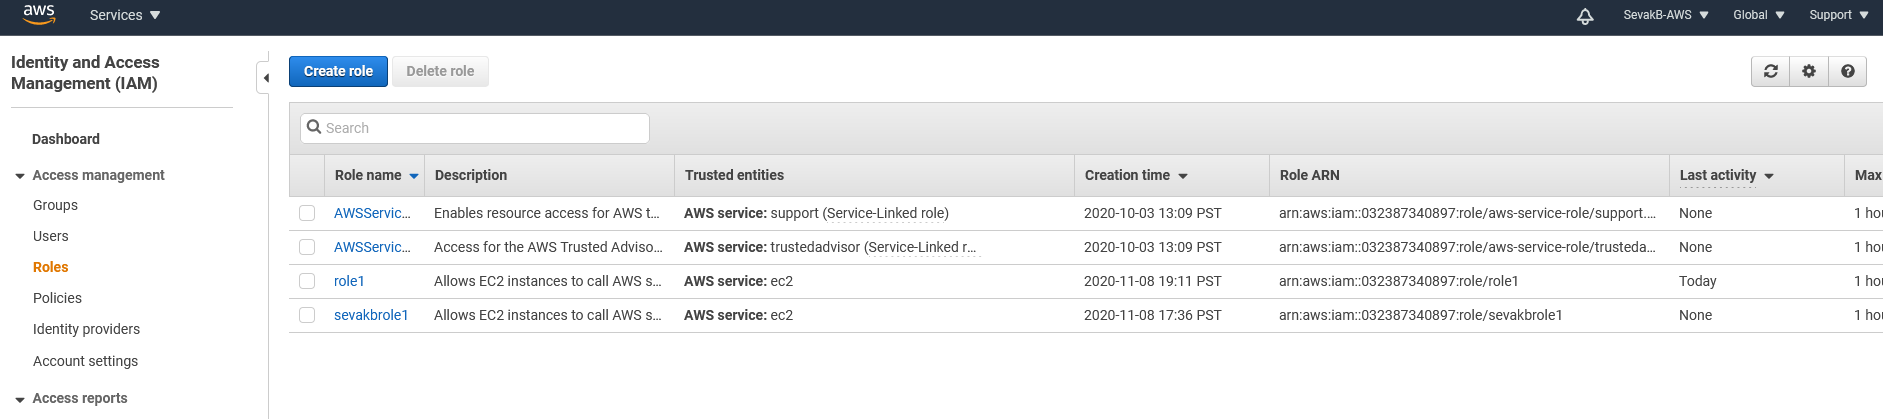 aws Services SevakB-AWS Global Support
Identity and Access
Management (IAM)
Create role Delete role
Search
Dashboard
Access management
Groups
Users
Roles
Policies
Identity providers
Account settings
Access reports
Role name Description Trusted entities Creation time Role ARN Last activity Max
AWSServic... Enables resource access for AWS t... AWS service: support (Service-Linked role) 2020-10-03 13:09 PST arn:aws:iam::032387340897:role/aws-service-role/support.... None 1 hou
AWSServic... Access for the AWS Trusted Adviso... AWS service: trustedadvisor (Service-Linked r... 2020-10-03 13:09 PST arn:aws:iam::032387340897:role/aws-service-role/trusteda... None 1 hou
role1 Allows EC2 instances to call AWS s... AWS service: ec2 2020-11-08 19:11 PST arn:aws:iam::032387340897:role/role1 Today 1 hou
sevakbrole1 Allows EC2 instances to call AWS s... AWS service: ec2 2020-11-08 17:36 PST arn:aws:iam::032387340897:role/sevakbrole1 None 1 hou